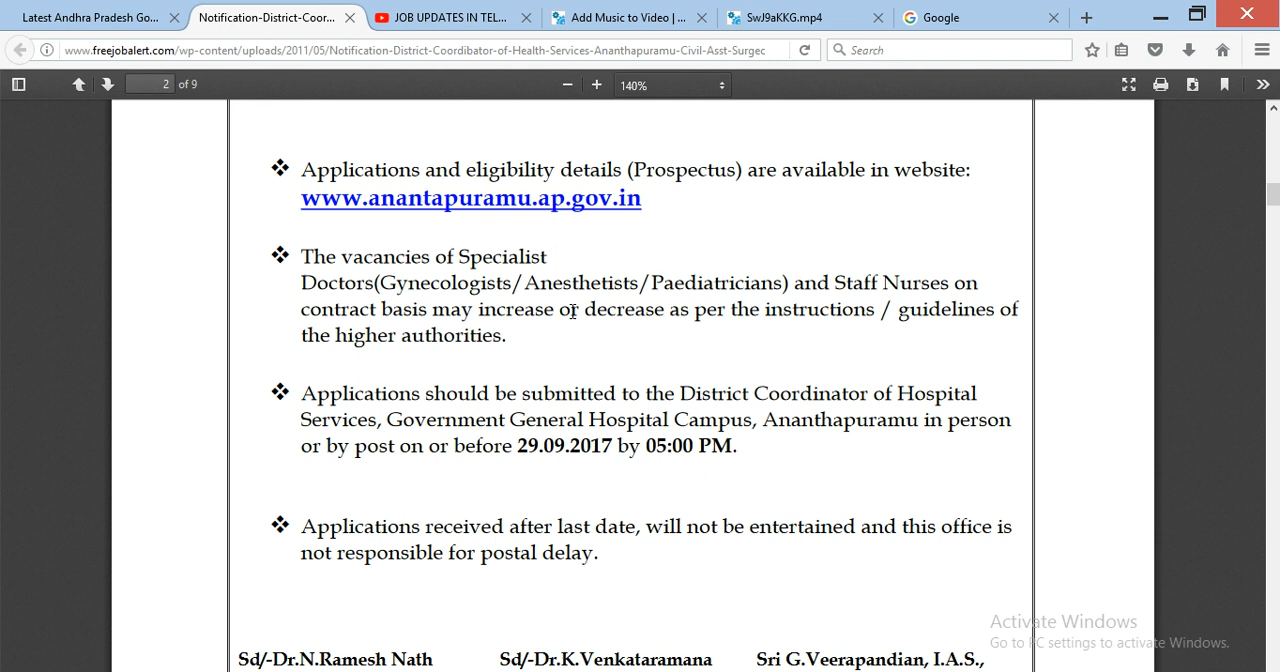 Latest Andhra Pradesh Go...
Notification-District-Coor...
JOB UPDATES IN TEL...
Add Music to Video | ...
SwJ9aKKG.mp4
Google
www.freejobalert.com/wp-content/uploads/2011/05/Notification-District-Coordibator-of-Health-Services-Ananthapuramu-Civil-Asst-Surgec
Search
2 of 9
140%
Applications and eligibility details (Prospectus) are available in website:
www.anantapuramu.ap.gov.in
The vacancies of Specialist
Doctors(Gynecologists/Anesthetists/Paediatricians) and Staff Nurses on
contract basis may increase or decrease as per the instructions / guidelines of
the higher authorities.
Applications should be submitted to the District Coordinator of Hospital
Services, Government General Hospital Campus, Ananthapuramu in person
or by post on or before 29.09.2017 by 05:00 PM.
Applications received after last date, will not be entertained and this office is
not responsible for postal delay.
Activate Windows
Go to PC settings to activate Windows.
Sd/-Dr.N.Ramesh Nath Sd/-Dr.K.Venkataramana Sri G.Veerapandian, I.A.S.,